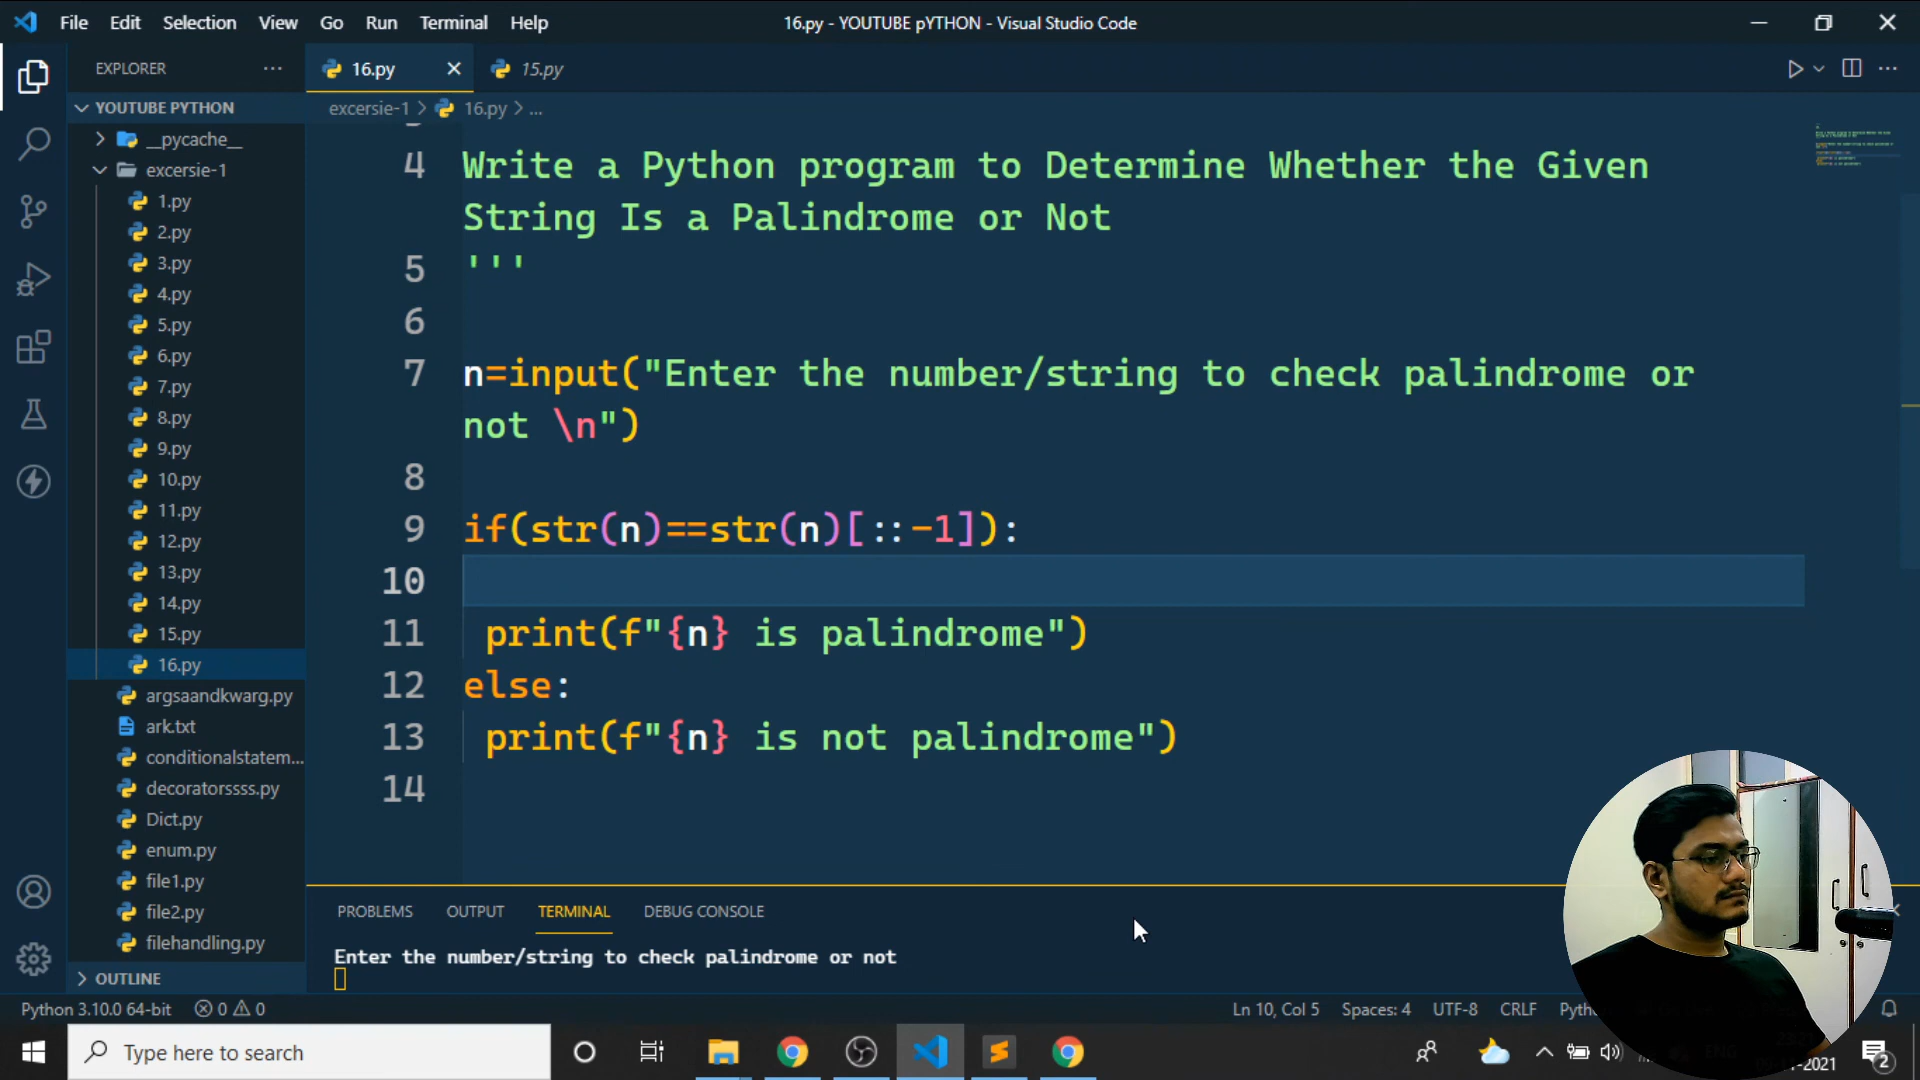 File Edit Selection View Go Run Terminal Help
16.py - YOUTUBE pYTHON - Visual Studio Code
EXPLORER
16.py
15.py
YOUTUBE PYTHON
excersie-1 > 16.py > ...
__pycache__
excersie-1
1.py
2.py
3.py
4.py
5.py
6.py
7.py
8.py
9.py
10.py
11.py
12.py
13.py
14.py
15.py
16.py
argsaandkwarg.py
ark.txt
conditionalstatem...
decoratorssss.py
Dict.py
enum.py
file1.py
file2.py
filehandling.py
OUTLINE
4 Write a Python program to Determine Whether the Given
String Is a Palindrome or Not
5 '''
6
7 n=input("Enter the number/string to check palindrome or
not \n")
8
9 if(str(n)==str(n)[::-1]):
10
11 print(f"{n} is palindrome")
12 else:
13 print(f"{n} is not palindrome")
14
PROBLEMS OUTPUT TERMINAL DEBUG CONSOLE
Enter the number/string to check palindrome or not
Python 3.10.0 64-bit 0 0
Ln 10, Col 5 Spaces: 4 UTF-8 CRLF
Type here to search
2